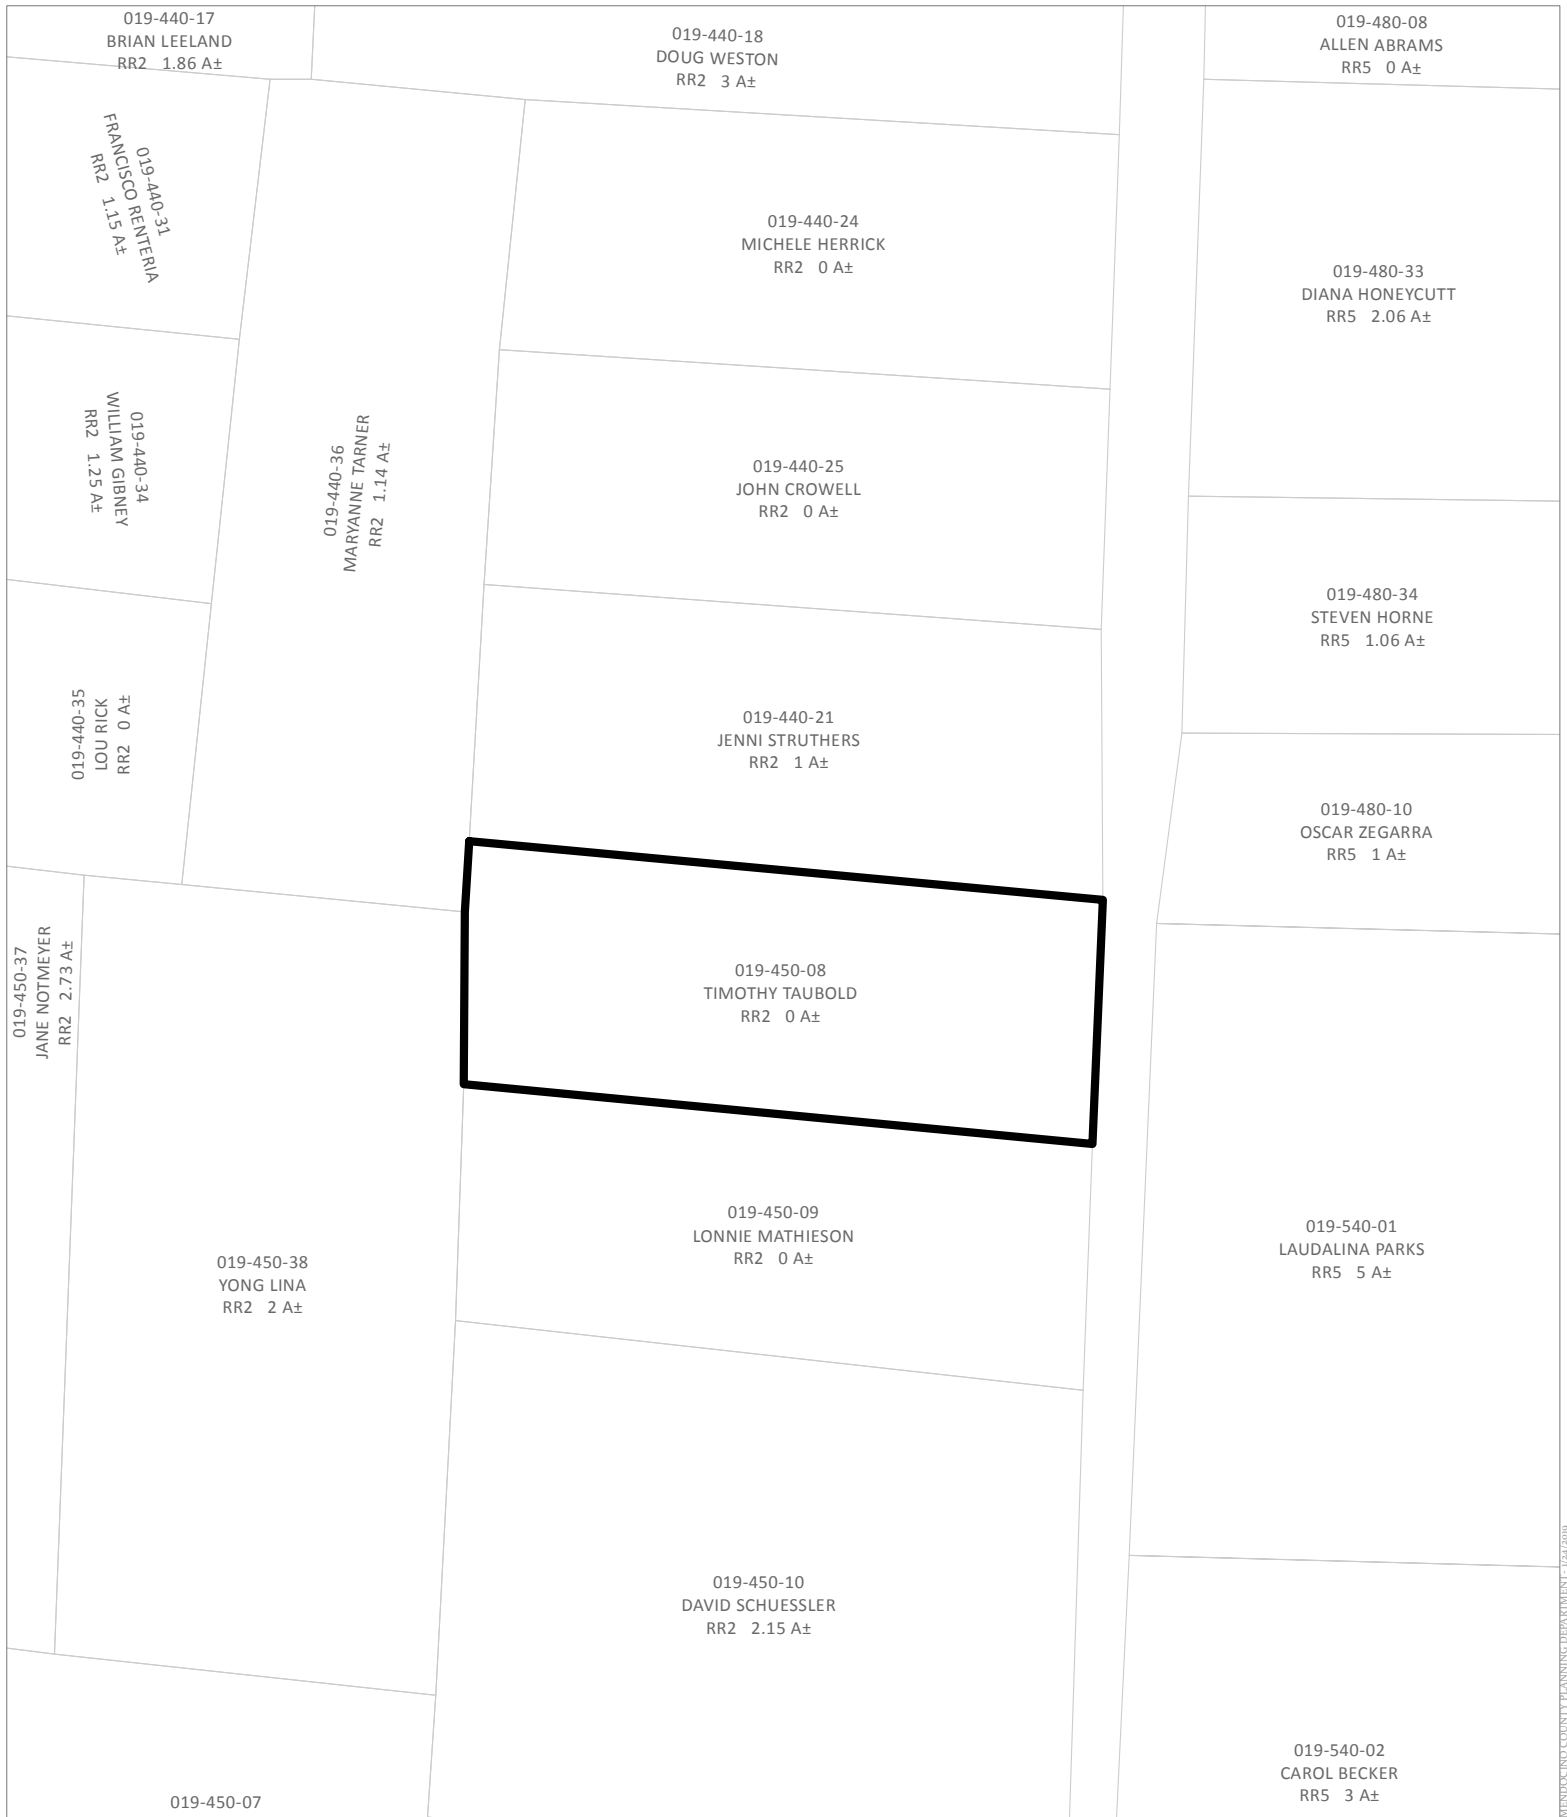 019-440-17
BRIAN LEELAND
RR2 1.86 A±
019-440-18
DOUG WESTON
RR2 3 A±
019-480-08
ALLEN ABRAMS
RR5 0 A±
019-440-31
FRANCISCO RENTERIA
RR2 1.15 A±
019-440-24
MICHELE HERRICK
RR2 0 A±
019-480-33
DIANA HONEYCUTT
RR5 2.06 A±
019-440-34
WILLIAM GIBNEY
RR2 1.25 A±
019-440-36
MARYANNE TARNER
RR2 1.14 A±
019-440-25
JOHN CROWELL
RR2 0 A±
019-480-34
STEVEN HORNE
RR5 1.06 A±
019-440-35
LOU RICK
RR2 0 A±
019-440-21
JENNI STRUTHERS
RR2 1 A±
019-480-10
OSCAR ZEGARRA
RR5 1 A±
019-450-37
JANE NOTMEYER
RR2 2.73 A±
019-450-08
TIMOTHY TAUBOLD
RR2 0 A±
019-450-38
YONG LINA
RR2 2 A±
019-450-09
LONNIE MATHIESON
RR2 0 A±
019-540-01
LAUDALINA PARKS
RR5 5 A±
019-450-10
DAVID SCHUESSLER
RR2 2.15 A±
019-540-02
CAROL BECKER
RR5 3 A±
019-450-07
MENDOCINO COUNTY PLANNING DEPARTMENT - 1/24/2019